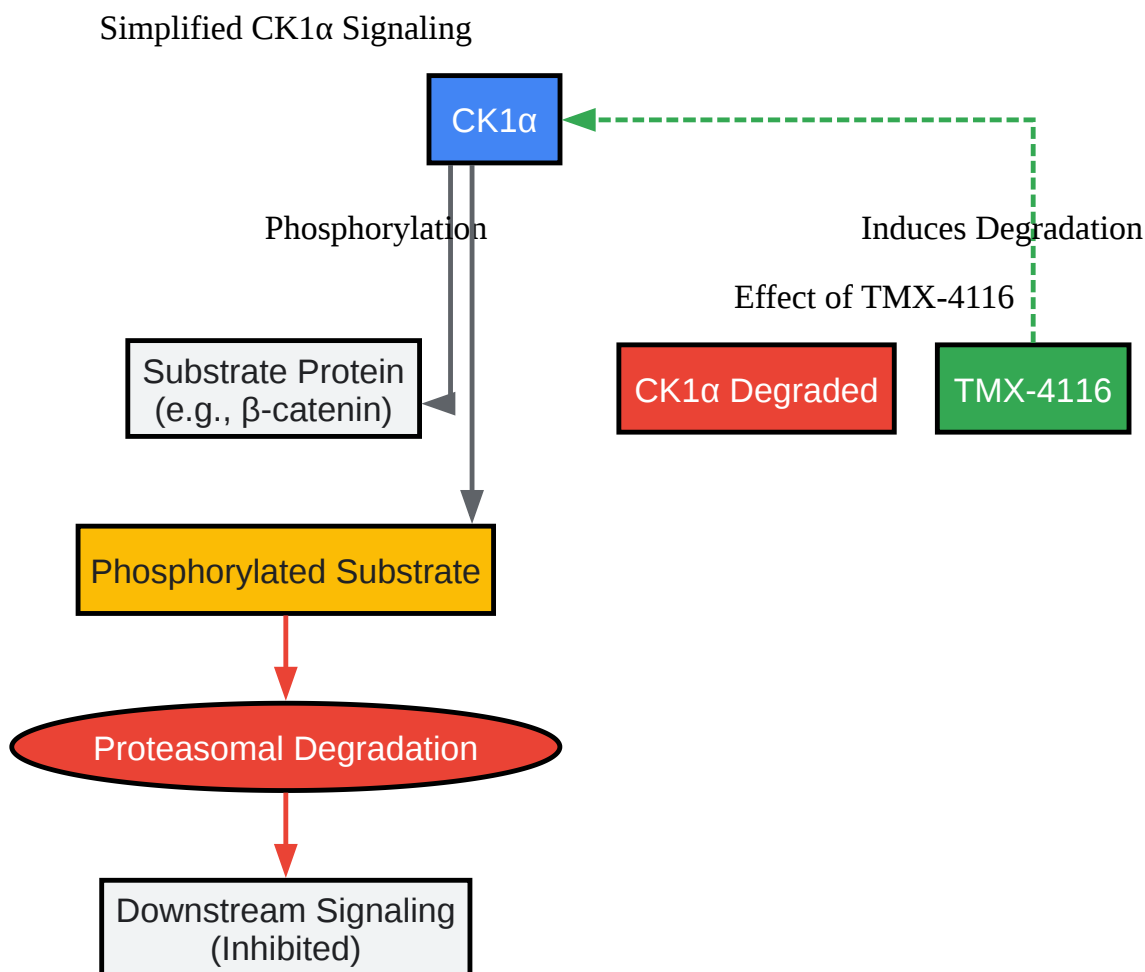 Simplified CK1α Signaling
CK1α
Phosphorylation
Induces Degradation
Effect of TMX-4116
Substrate Protein
(e.g., β-catenin)
CK1α Degraded
TMX-4116
Phosphorylated Substrate
Proteasomal Degradation
Downstream Signaling
(Inhibited)